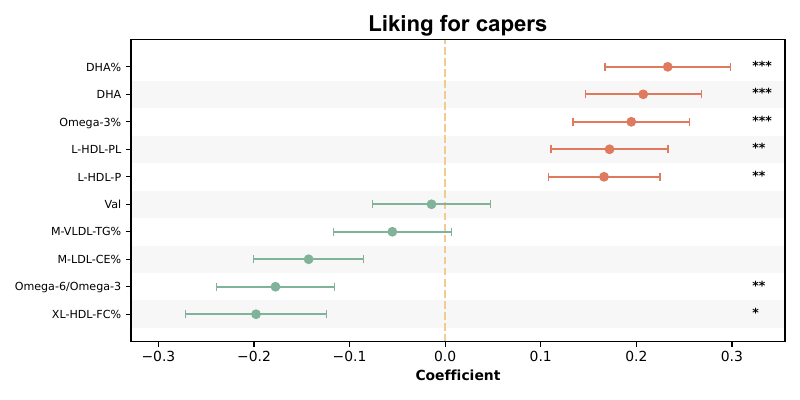 Liking for capers
DHA% ***
DHA ***
Omega-3% ***
L-HDL-PL **
L-HDL-P **
Val
M-VLDL-TG%
M-LDL-CE%
Omega-6/Omega-3 **
XL-HDL-FC% *
−0.3 −0.2 −0.1 0.0 0.1 0.2 0.3
Coefficient